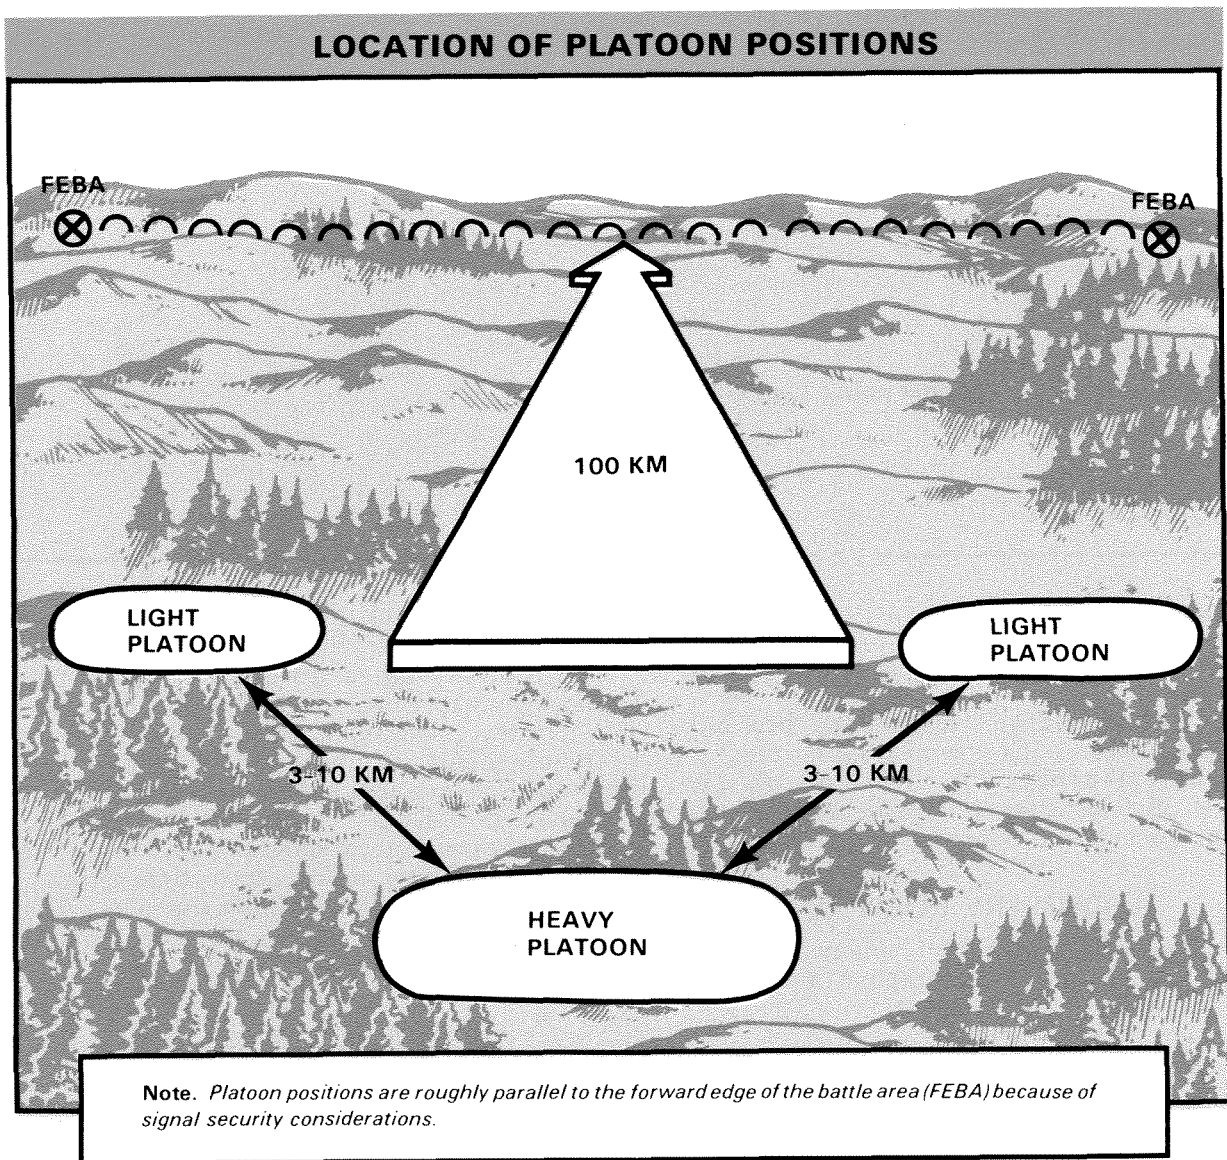 LOCATION OF PLATOON POSITIONS
FEBA
FEBA
100 KM
LIGHT
PLATOON
LIGHT
PLATOON
3-10 KM
3-10 KM
HEAVY
PLATOON
Note. Platoon positions are roughly parallel to the forward edge of the battle area (FEBA) because of
signal security considerations.